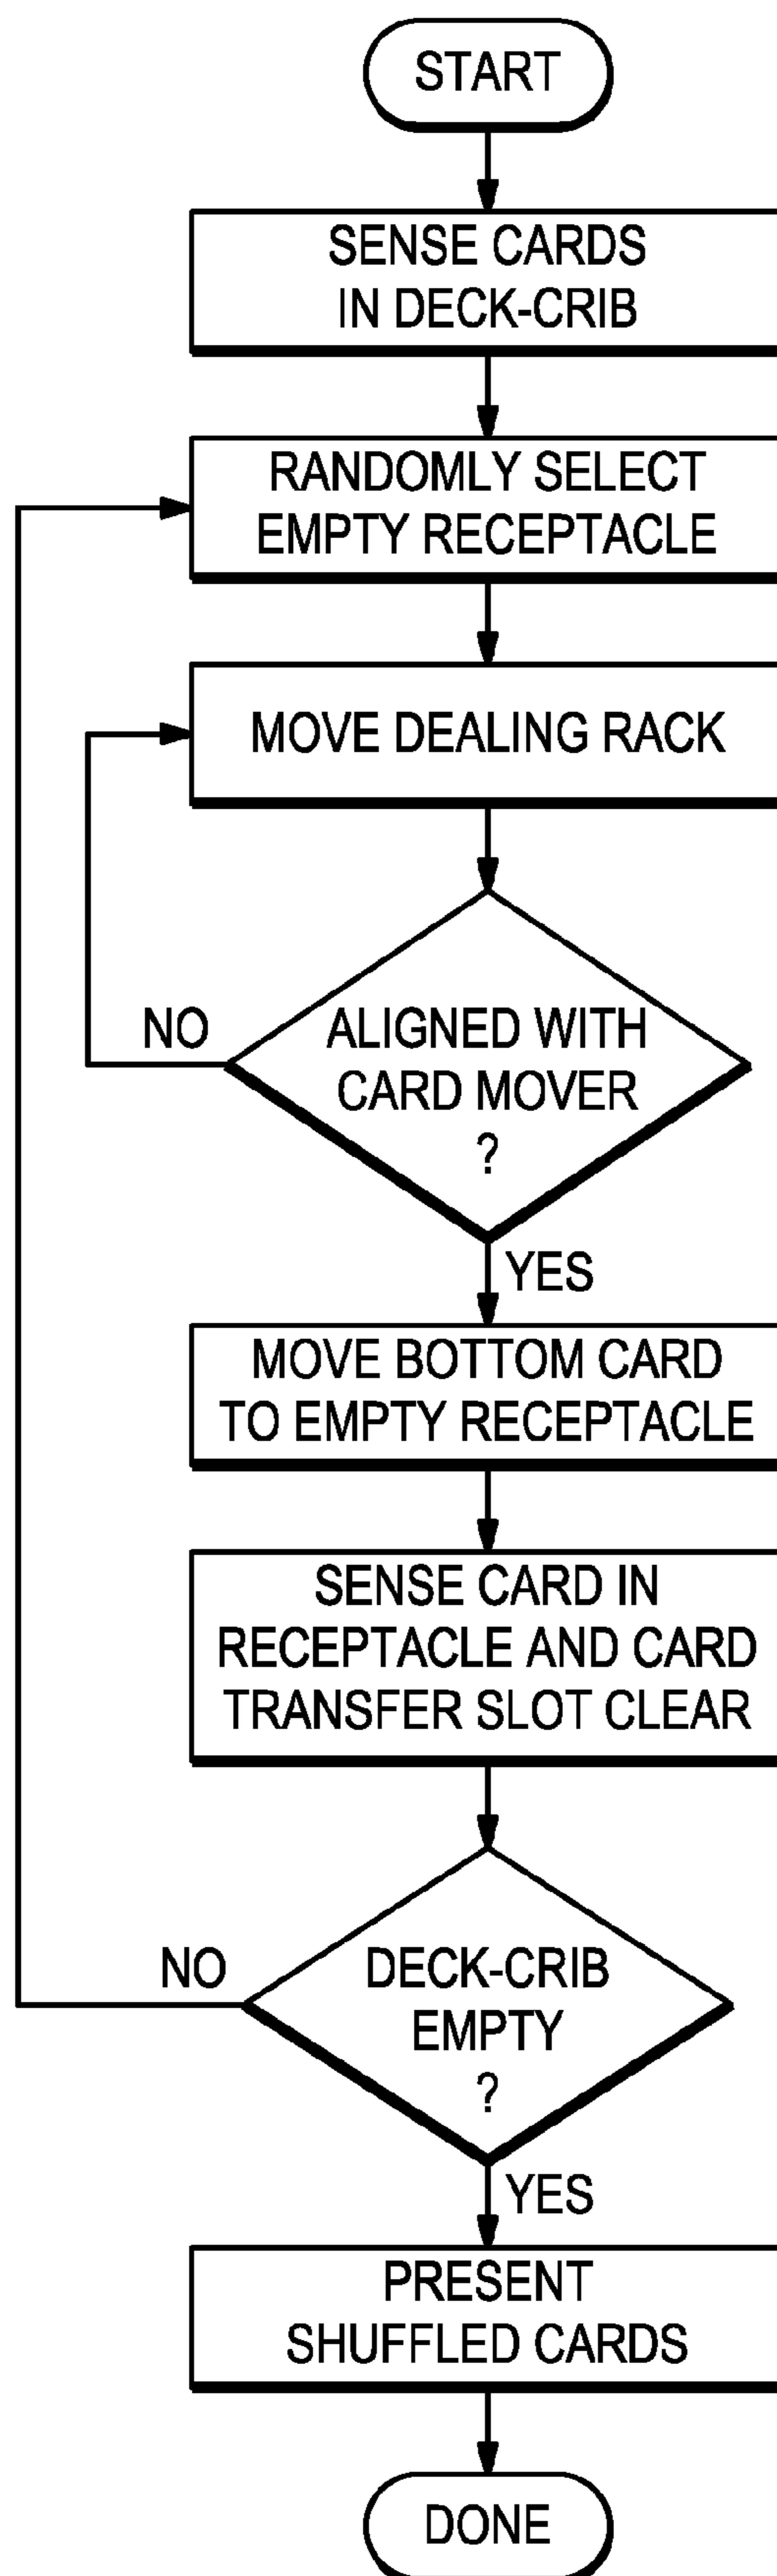 START
SENSE CARDS
IN DECK-CRIB
RANDOMLY SELECT
EMPTY RECEPTACLE
MOVE DEALING RACK
NO
ALIGNED WITH
CARD MOVER
?
YES
MOVE BOTTOM CARD
TO EMPTY RECEPTACLE
SENSE CARD IN
RECEPTACLE AND CARD
TRANSFER SLOT CLEAR
NO
DECK-CRIB
EMPTY
?
YES
PRESENT
SHUFFLED CARDS
DONE